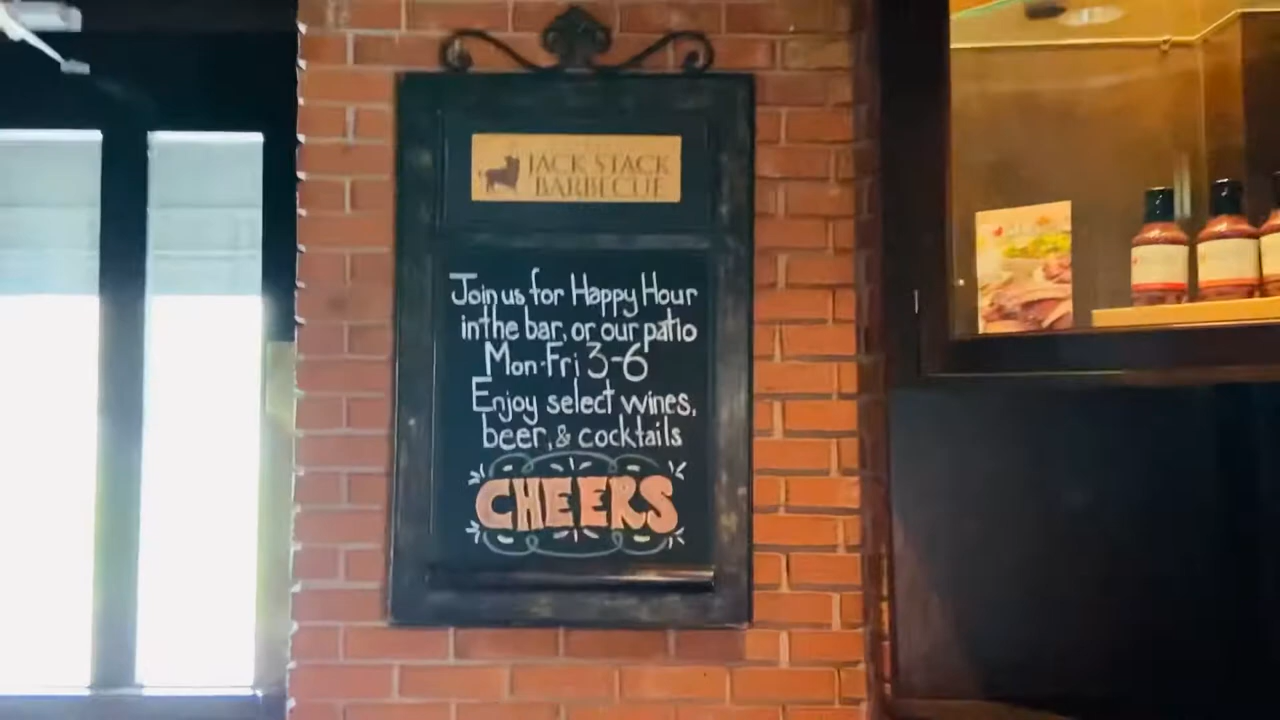 JACK STACK
BARBECUE
Join us for Happy Hour
in the bar, or our patio
Mon-Fri 3-6
Enjoy select wines,
beer, & cocktails
CHEERS